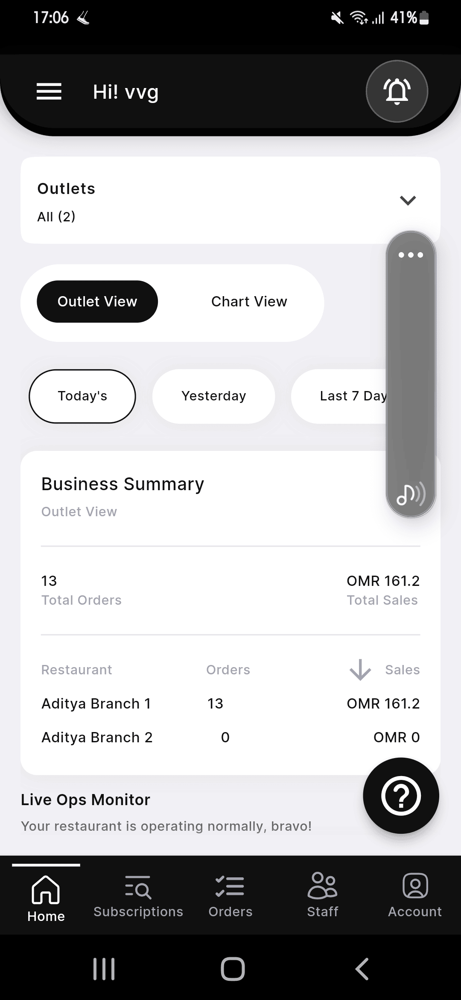 17:06 41%
Hi! vvg
Outlets
All (2)
Outlet View Chart View
Today's Yesterday Last 7 Day
Business Summary
Outlet View
13 OMR 161.2
Total Orders Total Sales
Restaurant Orders Sales
Aditya Branch 1 13 OMR 161.2
Aditya Branch 2 0 OMR 0
Live Ops Monitor
Your restaurant is operating normally, bravo!
Home Subscriptions Orders Staff Account